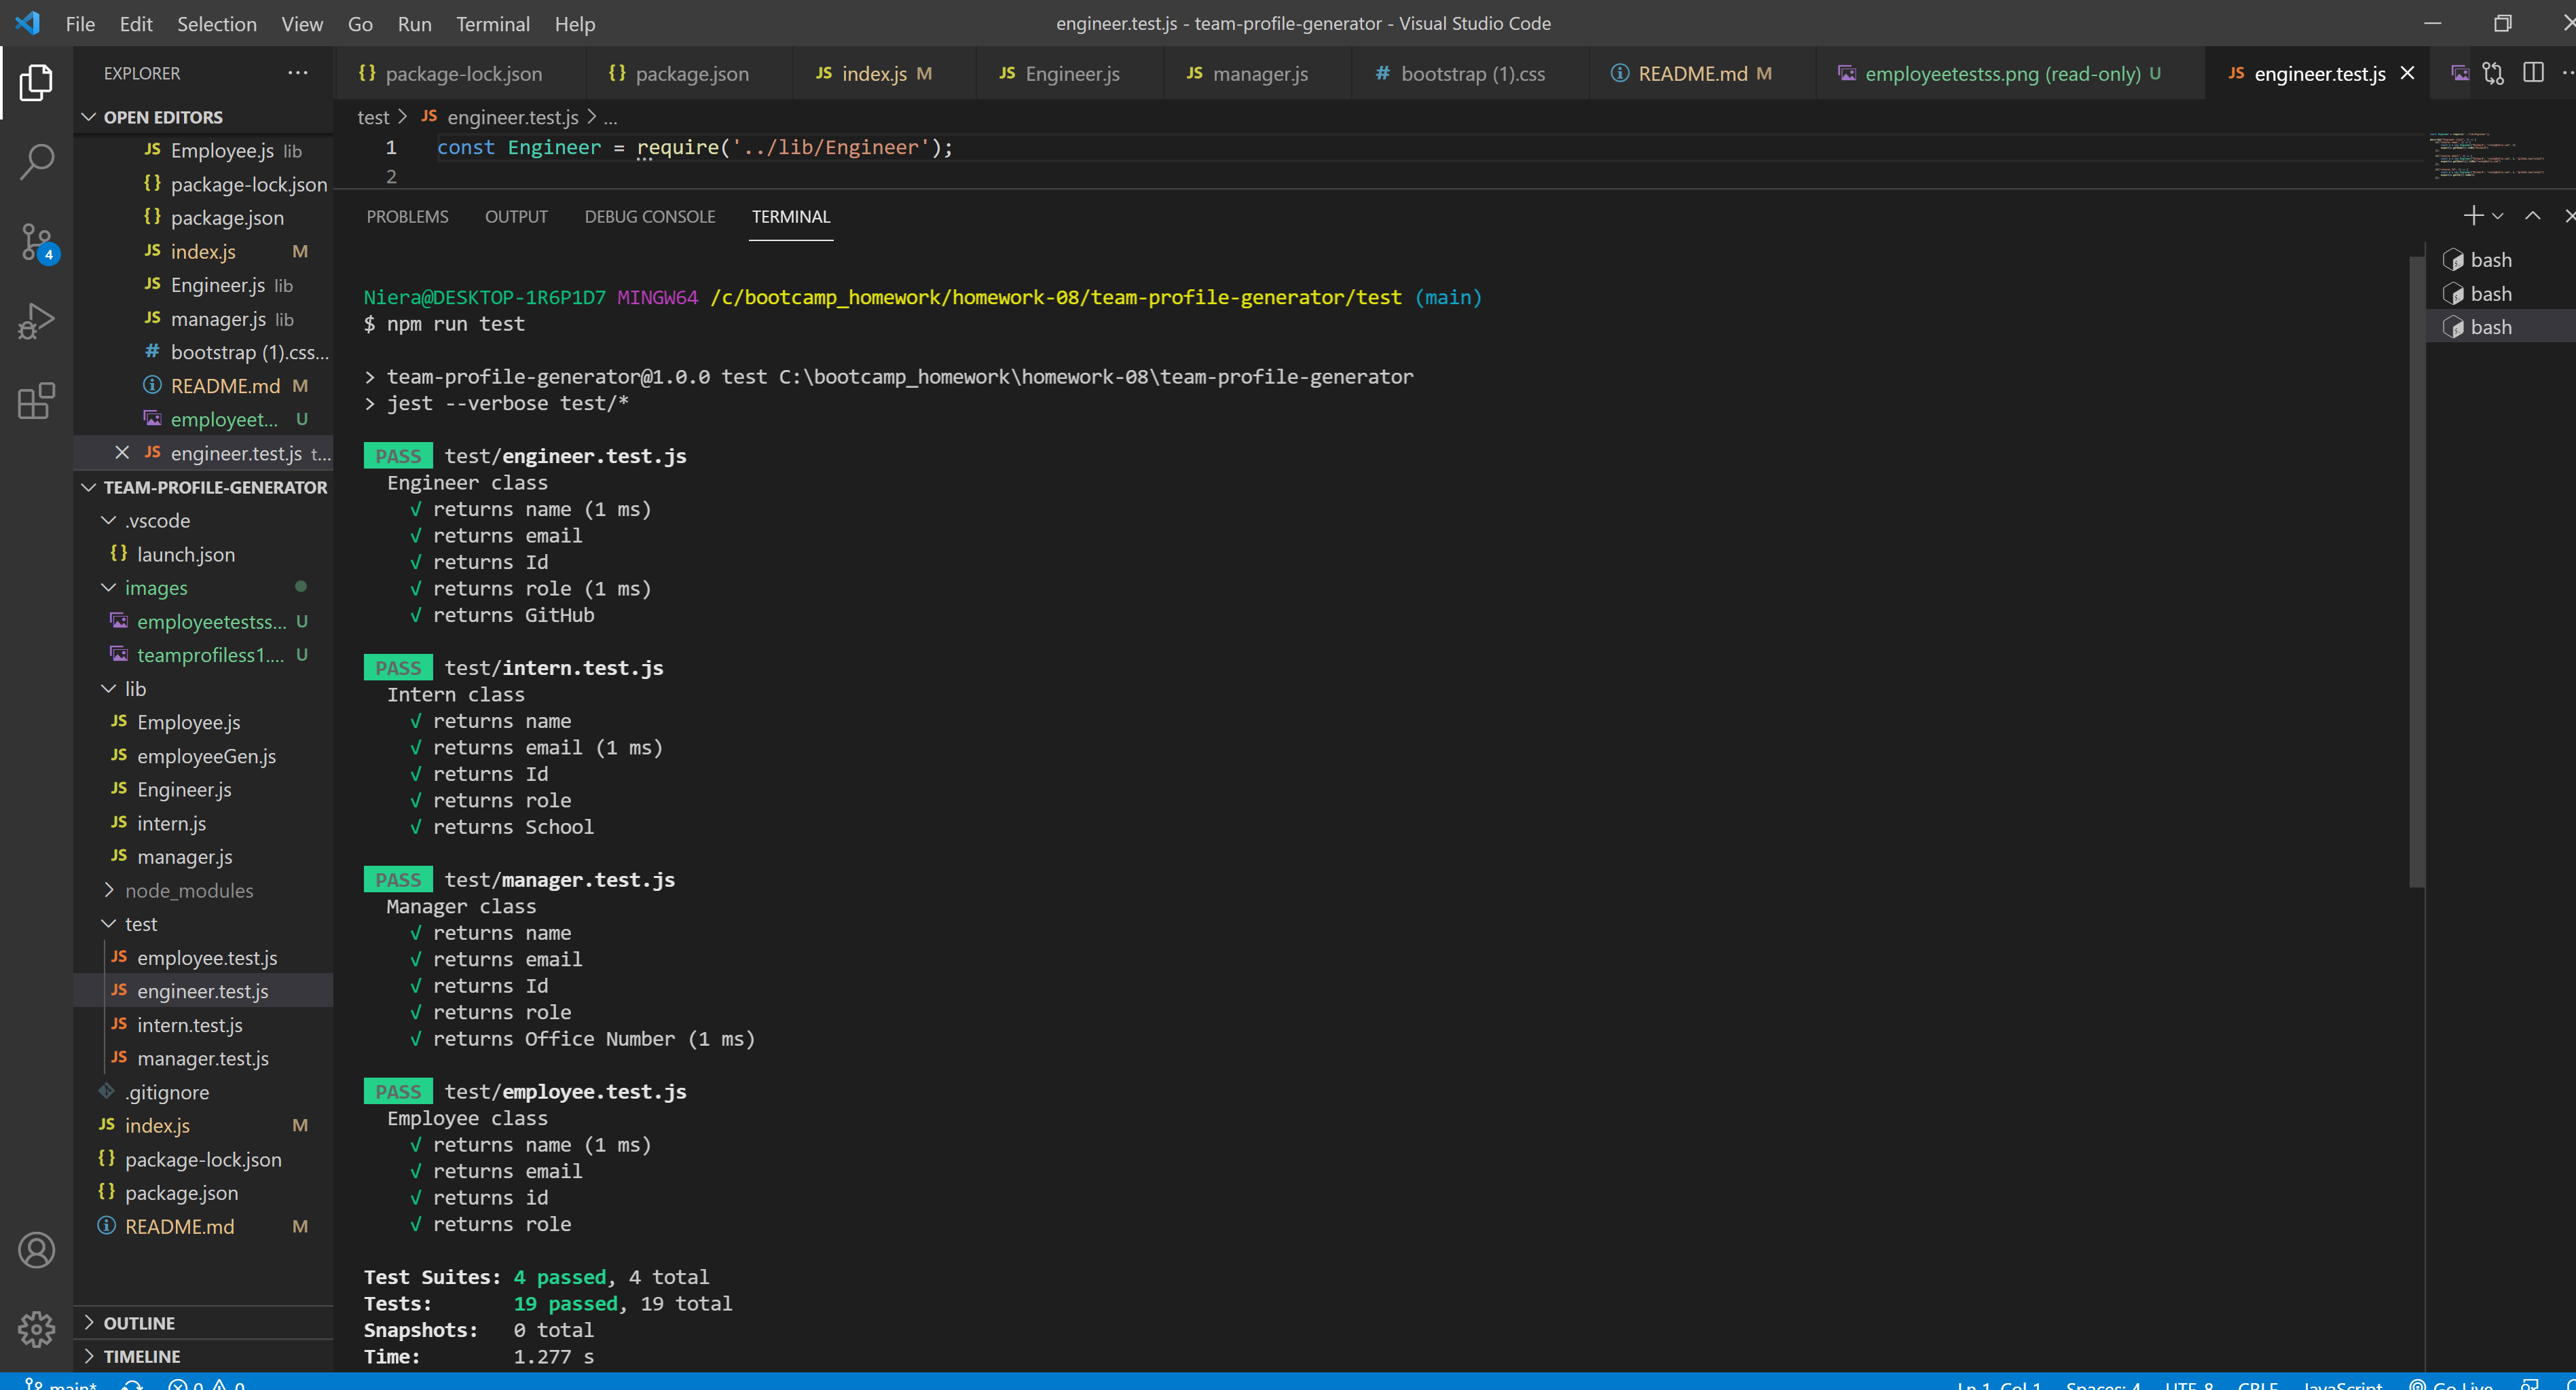 File Edit Selection View Go Run Terminal Help
engineer.test.js - team-profile-generator - Visual Studio Code
EXPLORER
OPEN EDITORS
JS Employee.js lib
{} package-lock.json
{} package.json
JS index.js M
JS Engineer.js lib
JS manager.js lib
# bootstrap (1).css...
README.md M
employeet... U
JS engineer.test.js t...
TEAM-PROFILE-GENERATOR
.vscode
{} launch.json
images
employeetestss... U
teamprofiless1.... U
lib
JS Employee.js
JS employeeGen.js
JS Engineer.js
JS intern.js
JS manager.js
node_modules
test
JS employee.test.js
JS engineer.test.js
JS intern.test.js
JS manager.test.js
.gitignore
JS index.js M
{} package-lock.json
{} package.json
README.md M
OUTLINE
TIMELINE
4
{} package-lock.json {} package.json JS index.js M JS Engineer.js JS manager.js # bootstrap (1).css README.md M employeetestss.png (read-only) U JS engineer.test.js
test > JS engineer.test.js > ...
1 const Engineer = require('../lib/Engineer');
2
PROBLEMS OUTPUT DEBUG CONSOLE TERMINAL
Niera@DESKTOP-1R6P1D7 MINGW64 /c/bootcamp_homework/homework-08/team-profile-generator/test (main)
$ npm run test
> team-profile-generator@1.0.0 test C:\bootcamp_homework\homework-08\team-profile-generator
> jest --verbose test/*
PASS test/engineer.test.js
Engineer class
√ returns name (1 ms)
√ returns email
√ returns Id
√ returns role (1 ms)
√ returns GitHub
PASS test/intern.test.js
Intern class
√ returns name
√ returns email (1 ms)
√ returns Id
√ returns role
√ returns School
PASS test/manager.test.js
Manager class
√ returns name
√ returns email
√ returns Id
√ returns role
√ returns Office Number (1 ms)
PASS test/employee.test.js
Employee class
√ returns name (1 ms)
√ returns email
√ returns id
√ returns role
Test Suites: 4 passed, 4 total
Tests: 19 passed, 19 total
Snapshots: 0 total
Time: 1.277 s
bash
bash
bash
main* 0 0
Ln 1, Col 1 Spaces: 4 UTF-8 CRLF JavaScript Go Live